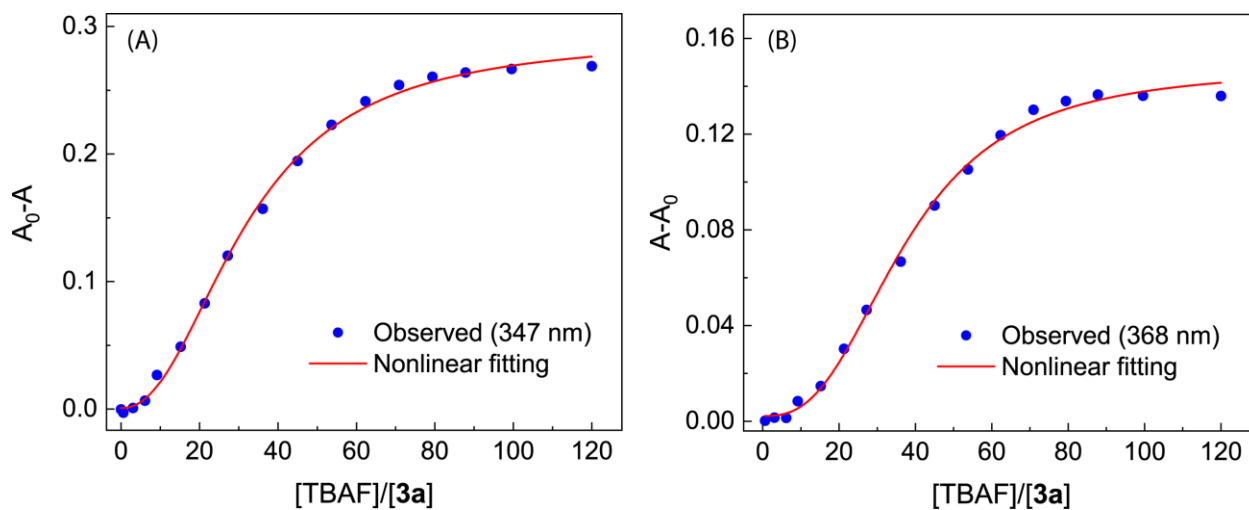 (A)
0.3
0.2
0.1
0.0
A₀-A
Observed (347 nm)
Nonlinear fitting
0 20 40 60 80 100 120
[TBAF]/[3a]
(B)
0.16
0.12
0.08
0.04
0.00
A-A₀
Observed (368 nm)
Nonlinear fitting
0 20 40 60 80 100 120
[TBAF]/[3a]